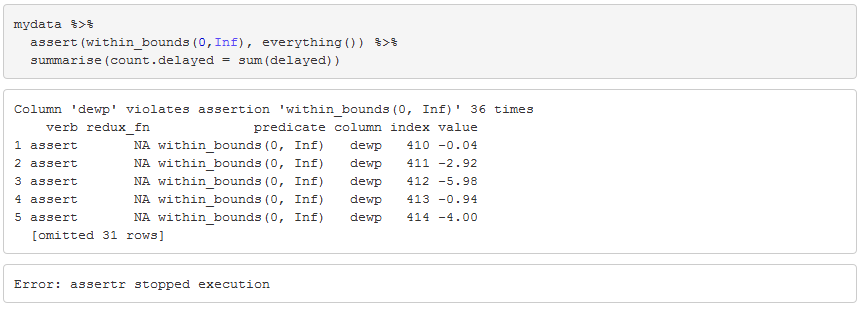 mydata %>%
  assert(within_bounds(0,Inf), everything()) %>%
  summarise(count.delayed = sum(delayed))
Column 'dewp' violates assertion 'within_bounds(0, Inf)' 36 times
    verb redux_fn             predicate column index value
1 assert       NA within_bounds(0, Inf)   dewp   410 -0.04
2 assert       NA within_bounds(0, Inf)   dewp   411 -2.92
3 assert       NA within_bounds(0, Inf)   dewp   412 -5.98
4 assert       NA within_bounds(0, Inf)   dewp   413 -0.94
5 assert       NA within_bounds(0, Inf)   dewp   414 -4.00
  [omitted 31 rows]
Error: assertr stopped execution